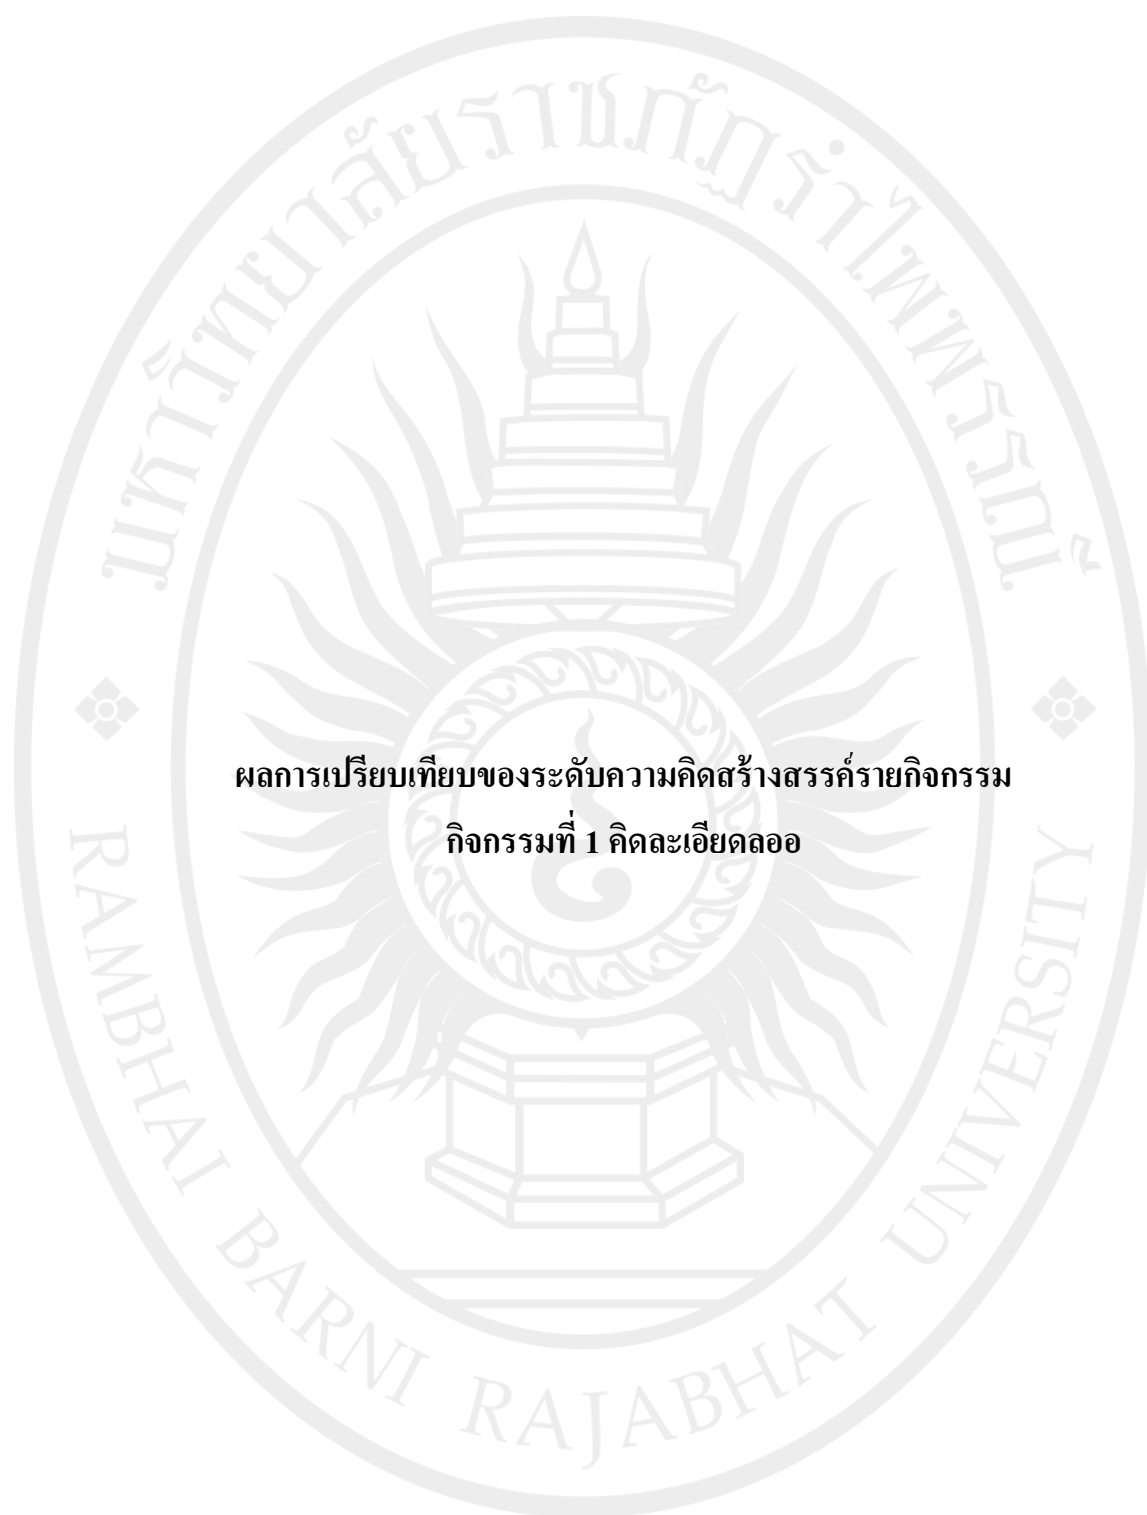 มหาวิทยาลัยราชภัฏรำไพพรรณี
ผลการเปรียบเทียบของระดับความคิดสร้างสรรค์รายกิจกรรม
กิจกรรมที่ 1 คิดละเอียดลออ
RAMBHAI BARNI RAJABHAT UNIVERSITY